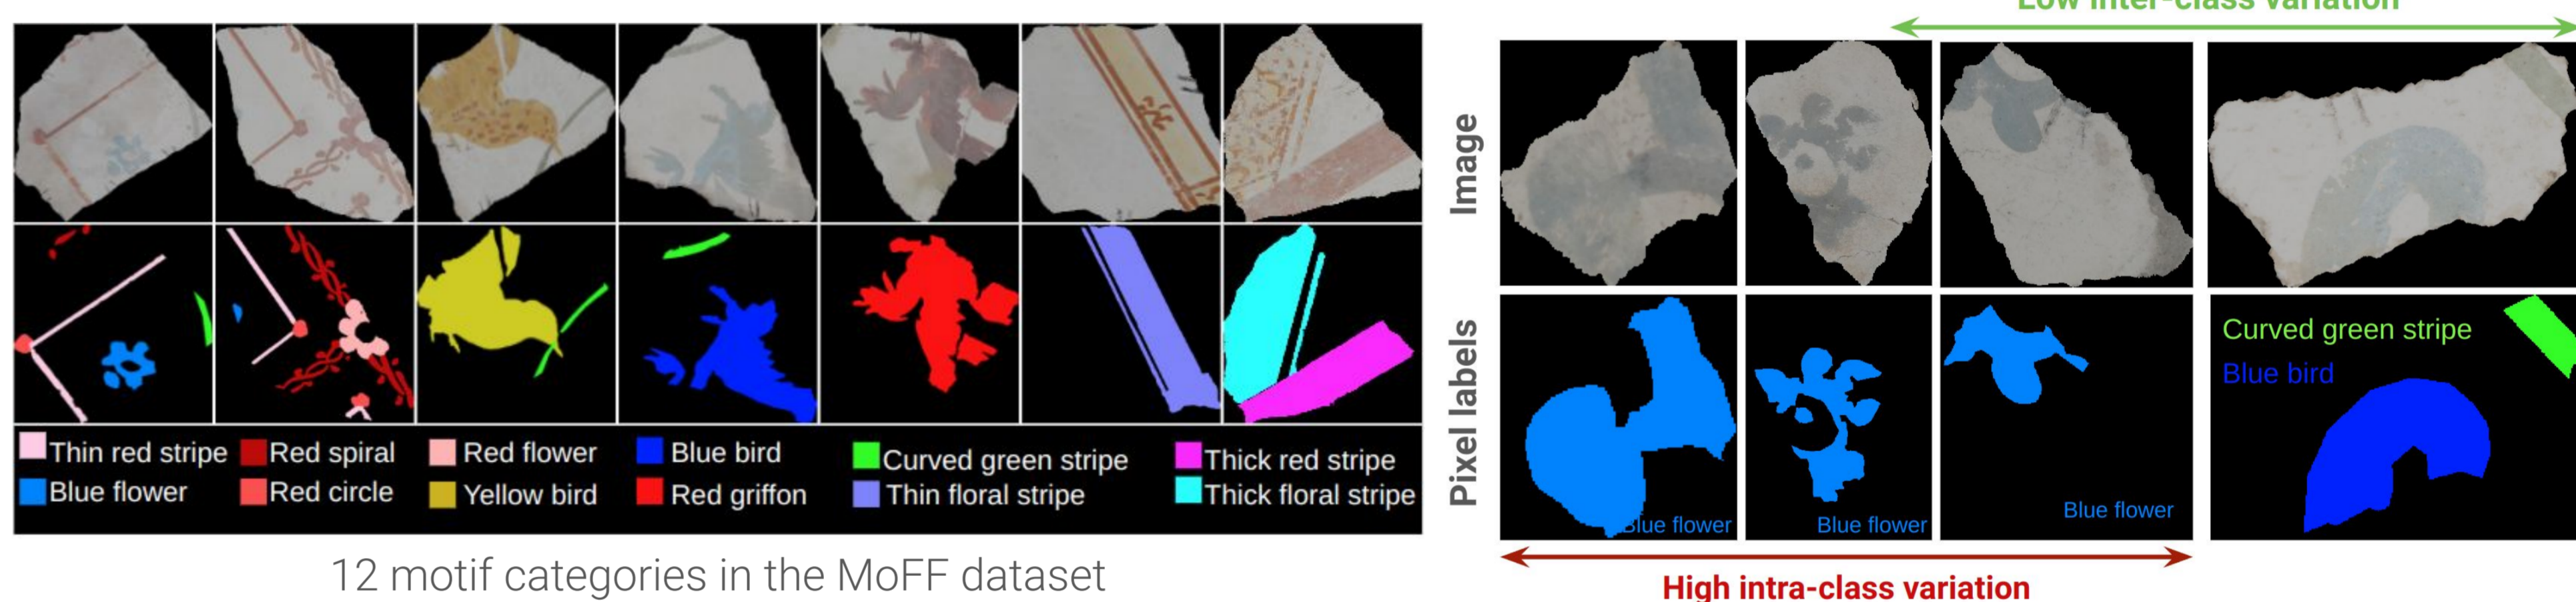 Low inter-class variation
Image
Pixel labels
Thin red stripe
Red spiral
Red flower
Blue bird
Curved green stripe
Thick red stripe
Blue flower
Red circle
Yellow bird
Red griffon
Thin floral stripe
Thick floral stripe
Curved green stripe
Blue bird
Blue flower
Blue flower
Blue flower
12 motif categories in the MoFF dataset
High intra-class variation